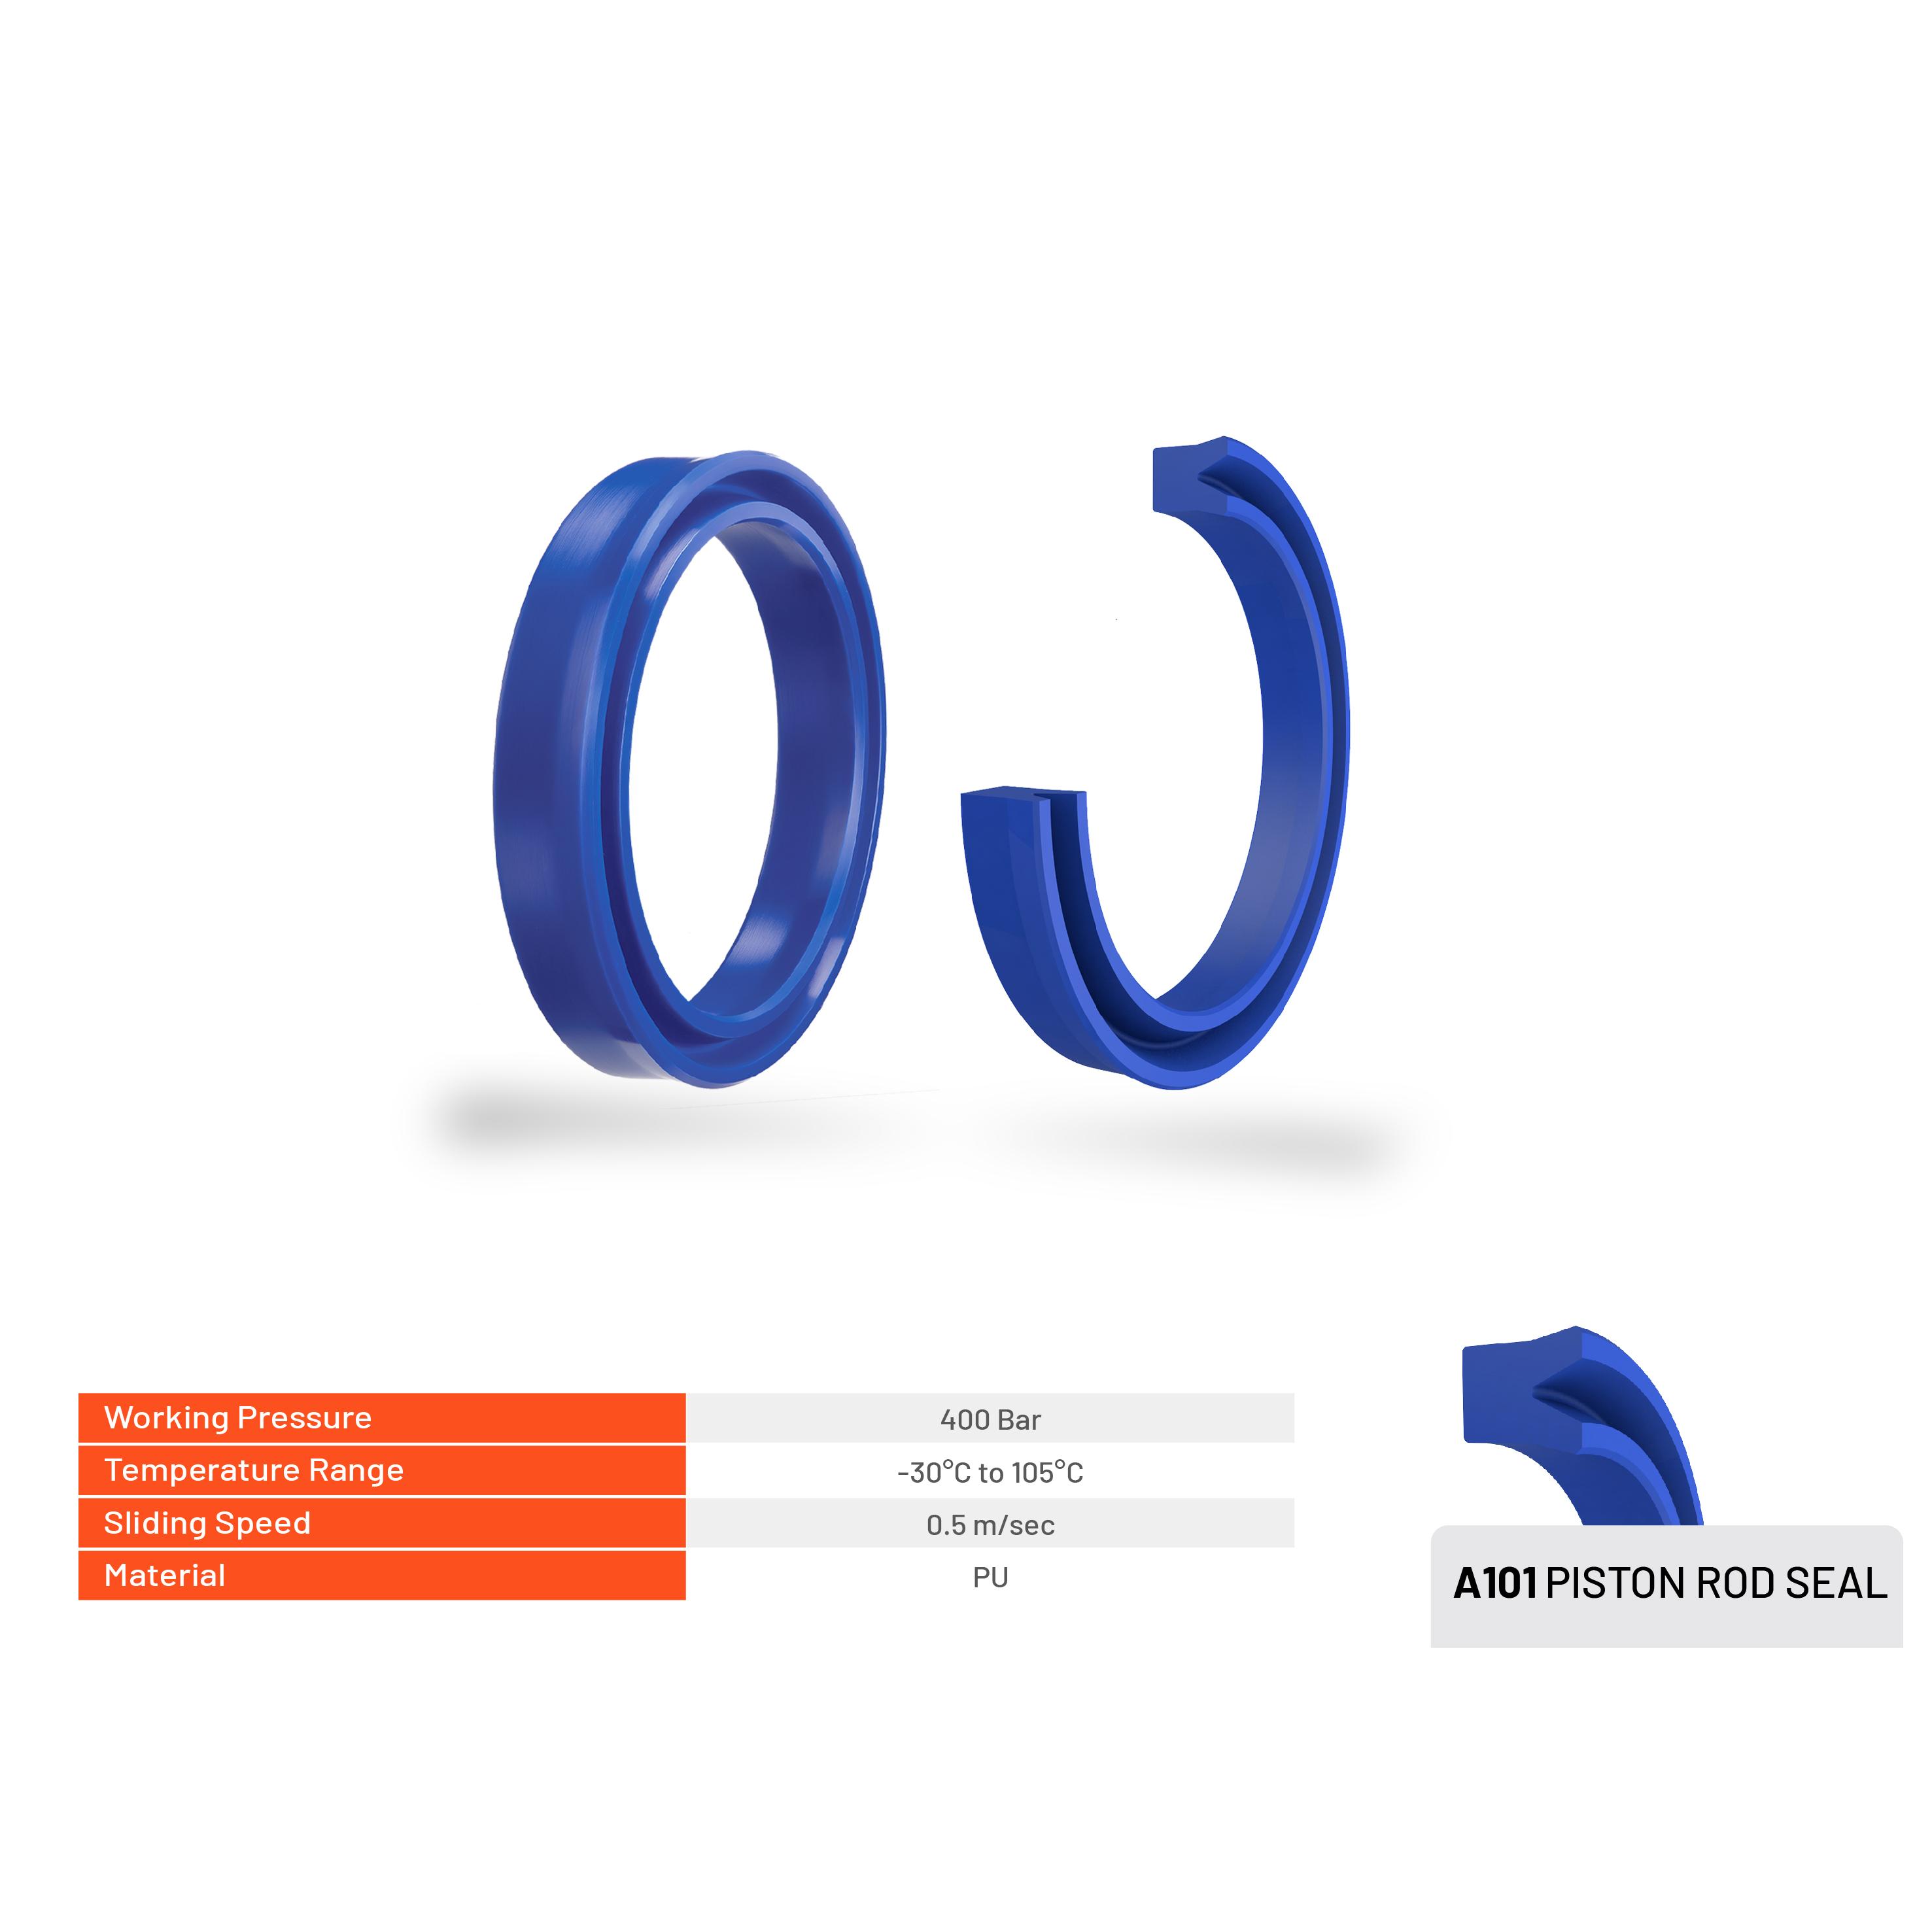 Working Pressure 400 Bar
Temperature Range -30°C to 105°C
Sliding Speed 0.5 m/sec
Material PU
A101 PISTON ROD SEAL